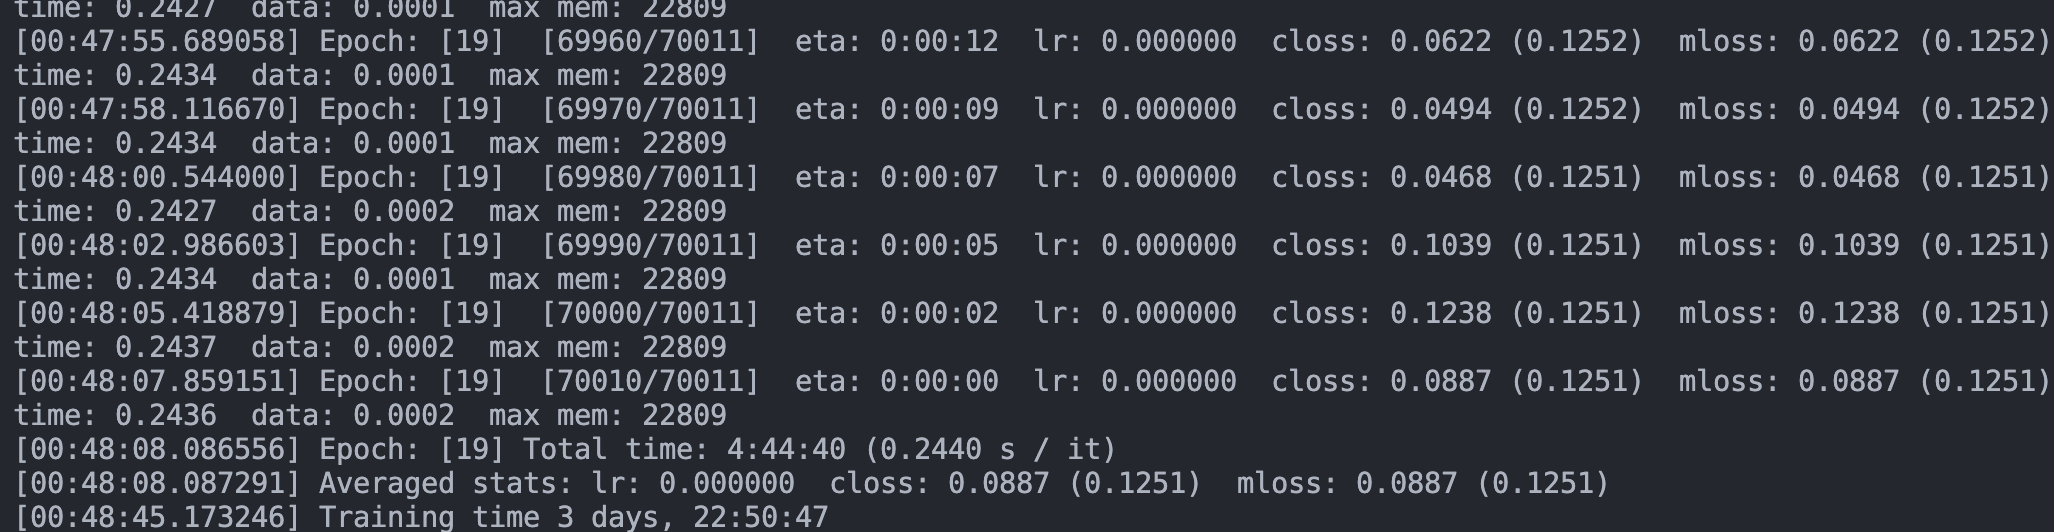 time: 0.2427  data: 0.0001  max mem: 22809
[00:47:55.689058] Epoch: [19]  [69960/70011]  eta: 0:00:12  lr: 0.000000  closs: 0.0622 (0.1252)  mloss: 0.0622 (0.1252)
time: 0.2434  data: 0.0001  max mem: 22809
[00:47:58.116670] Epoch: [19]  [69970/70011]  eta: 0:00:09  lr: 0.000000  closs: 0.0494 (0.1252)  mloss: 0.0494 (0.1252)
time: 0.2434  data: 0.0001  max mem: 22809
[00:48:00.544000] Epoch: [19]  [69980/70011]  eta: 0:00:07  lr: 0.000000  closs: 0.0468 (0.1251)  mloss: 0.0468 (0.1251)
time: 0.2427  data: 0.0002  max mem: 22809
[00:48:02.986603] Epoch: [19]  [69990/70011]  eta: 0:00:05  lr: 0.000000  closs: 0.1039 (0.1251)  mloss: 0.1039 (0.1251)
time: 0.2434  data: 0.0001  max mem: 22809
[00:48:05.418879] Epoch: [19]  [70000/70011]  eta: 0:00:02  lr: 0.000000  closs: 0.1238 (0.1251)  mloss: 0.1238 (0.1251)
time: 0.2437  data: 0.0002  max mem: 22809
[00:48:07.859151] Epoch: [19]  [70010/70011]  eta: 0:00:00  lr: 0.000000  closs: 0.0887 (0.1251)  mloss: 0.0887 (0.1251)
time: 0.2436  data: 0.0002  max mem: 22809
[00:48:08.086556] Epoch: [19] Total time: 4:44:40 (0.2440 s / it)
[00:48:08.087291] Averaged stats: lr: 0.000000  closs: 0.0887 (0.1251)  mloss: 0.0887 (0.1251)
[00:48:45.173246] Training time 3 days, 22:50:47